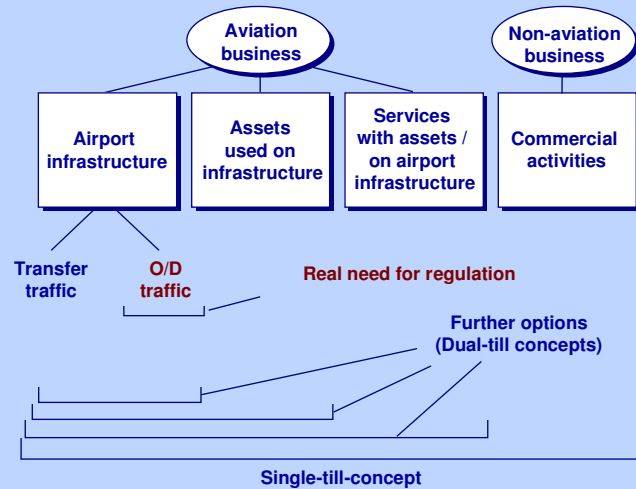 Aviation
business
Non-aviation
business
Airport
infrastructure
Assets
used on
infrastructure
Services
with assets /
on airport
infrastructure
Commercial
activities
Transfer
traffic
O/D
traffic
Real need for regulation
Further options
(Dual-till concepts)
Single-till-concept